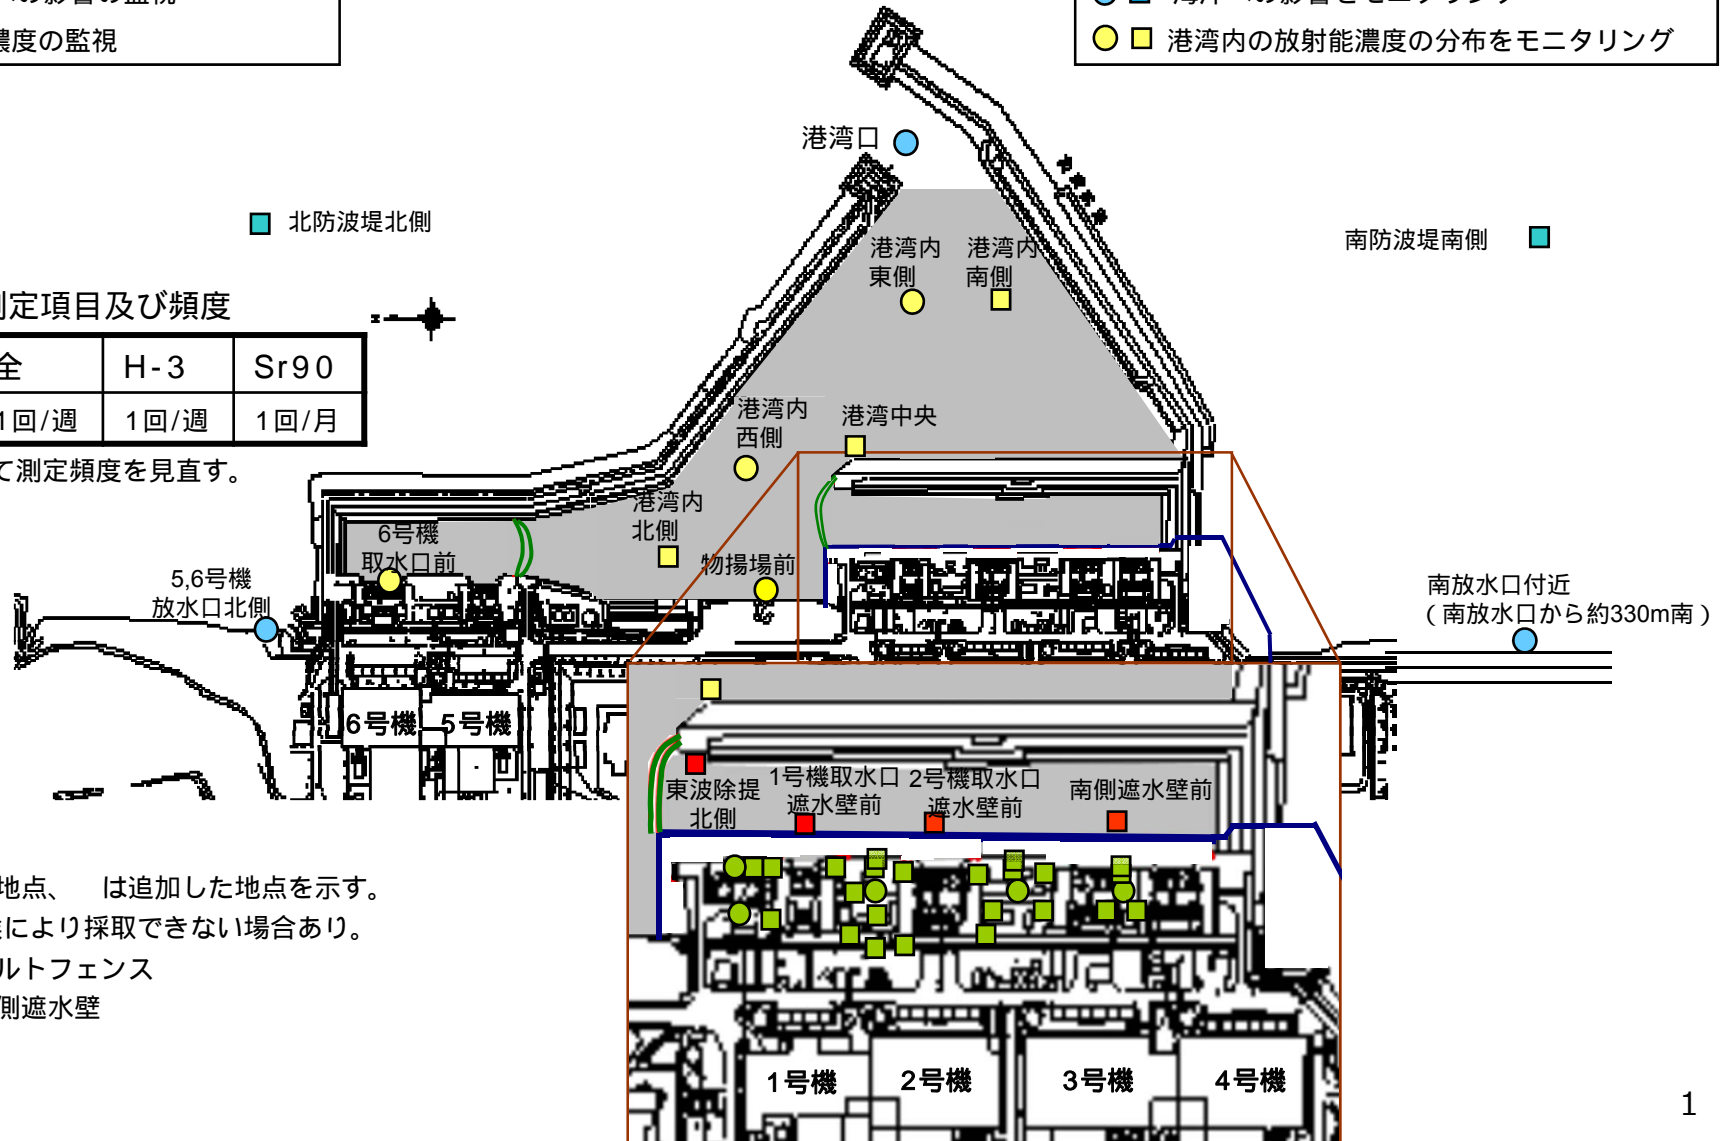 濃度の監視
港湾内の放射能濃度の分布をモニタリング
港湾口
北防波堤北側
南防波堤南側
港湾内
東側
港湾内
南側
測定項目及び頻度
全 H-3 Sr90
1回/週 1回/週 1回/月
て測定頻度を見直す。
港湾内
西側
港湾中央
港湾内
北側
6号機
取水口前
物揚場前
5,6号機
放水口北側
南放水口付近
（南放水口から約330m南）
6号機 5号機
東波除堤
北側
1号機取水口
遮水壁前
2号機取水口
遮水壁前
南側遮水壁前
地点、 は追加した地点を示す。
により採取できない場合あり。
ルトフェンス
側遮水壁
1号機 2号機 3号機 4号機
1